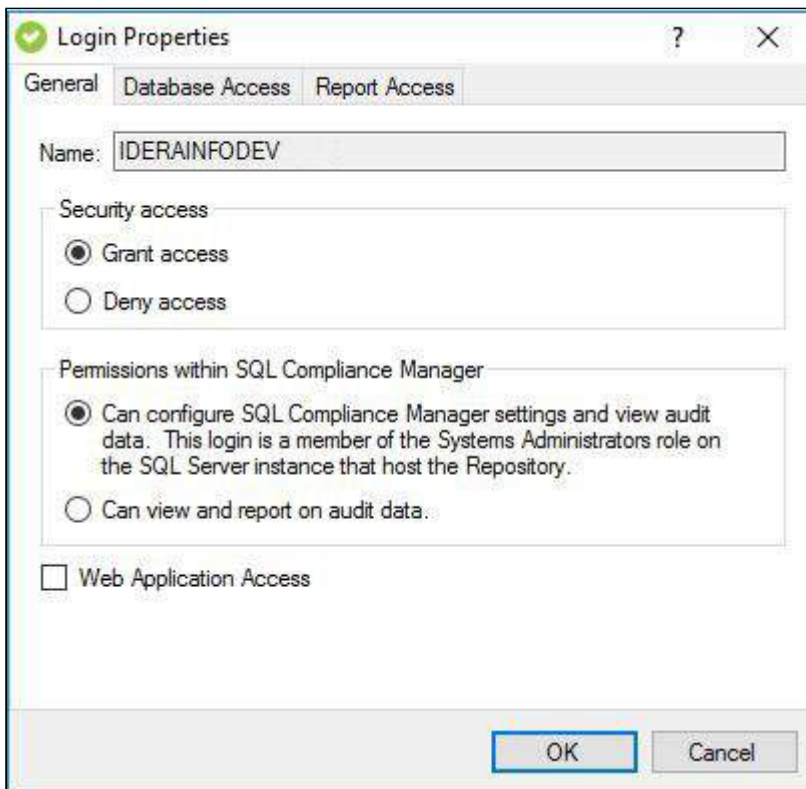 Login Properties
?
General
Database Access
Report Access
Name: IDERAINFODEV
Security access
Grant access
Deny access
Permissions within SQL Compliance Manager
Can configure SQL Compliance Manager settings and view audit
data. This login is a member of the Systems Administrators role on
the SQL Server instance that host the Repository.
Can view and report on audit data.
Web Application Access
OK
Cancel